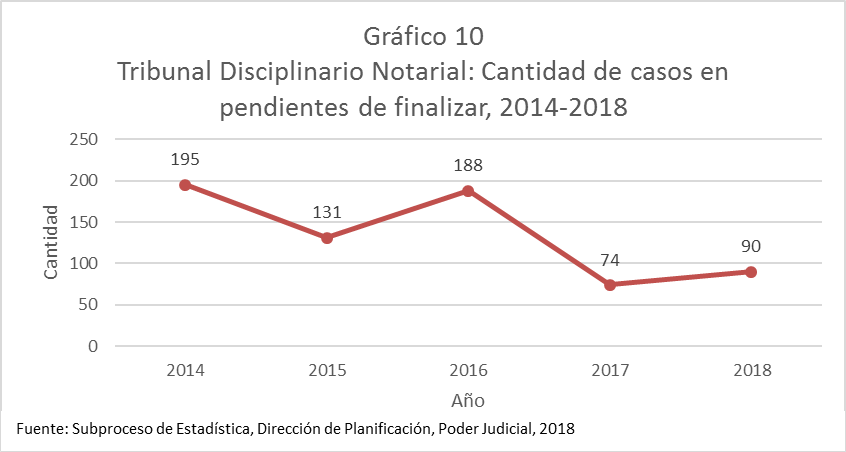 Gráfico 10
Tribunal Disciplinario Notarial: Cantidad de casos en
pendientes de finalizar, 2014-2018
250
200
150
100
50
0
Cantidad
195
131
188
74
90
2014
2015
2016
2017
2018
Año
Fuente: Subproceso de Estadística, Dirección de Planificación, Poder Judicial, 2018